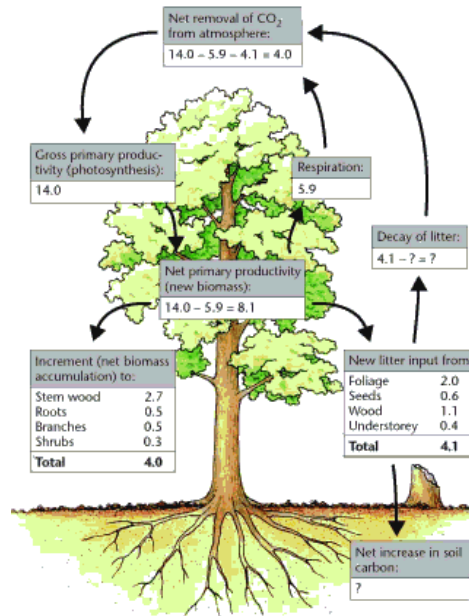 Net removal of CO₂
from atmosphere:
14.0 – 5.9 – 4.1 = 4.0
Gross primary produc-
tivity (photosynthesis):
14.0
Respiration:
5.9
Decay of litter:
4.1 – ? = ?
Net primary productivity
(new biomass):
14.0 – 5.9 = 8.1
Increment (net biomass
accumulation) to:
Stem wood 2.7
Roots 0.5
Branches 0.5
Shrubs 0.3
Total 4.0
New litter input from
Foliage 2.0
Seeds 0.6
Wood 1.1
Understorey 0.4
Total 4.1
Net increase in soil
carbon:
?